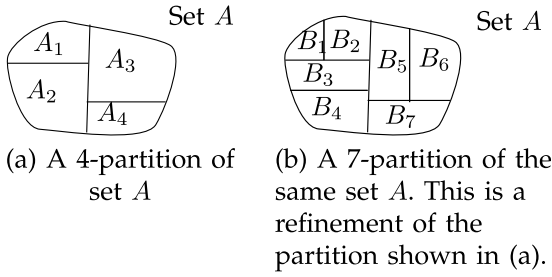 Set A
A₁
A₃
A₂
A₄
(a) A 4-partition of
set A
Set A
B₁ B₂
B₅ B₆
B₃
B₄
B₇
(b) A 7-partition of the
same set A. This is a
refinement of the
partition shown in (a).